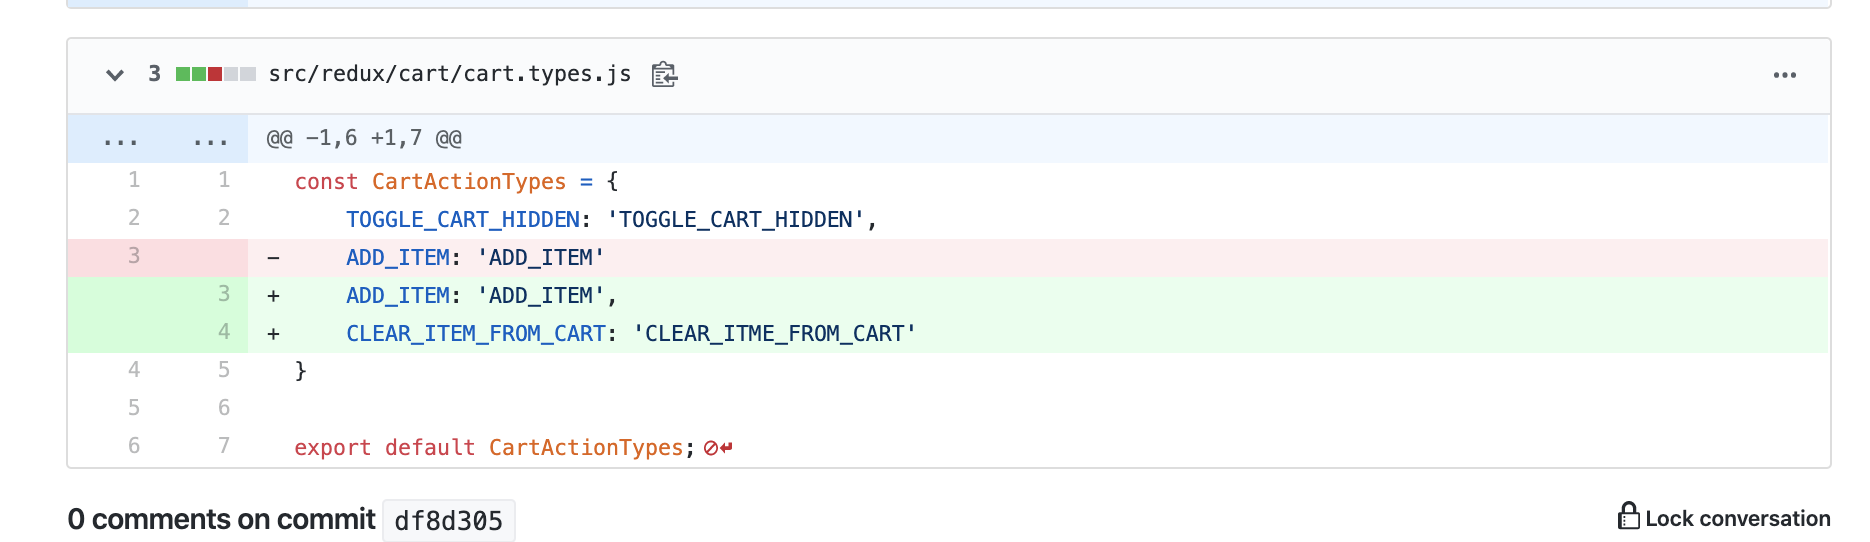 3 src/redux/cart/cart.types.js ...
... ... @@ -1,6 +1,7 @@
1 1 const CartActionTypes = {
2 2 TOGGLE_CART_HIDDEN: 'TOGGLE_CART_HIDDEN',
3 - ADD_ITEM: 'ADD_ITEM'
3 + ADD_ITEM: 'ADD_ITEM',
4 + CLEAR_ITEM_FROM_CART: 'CLEAR_ITME_FROM_CART'
4 5 }
5 6
6 7 export default CartActionTypes;
0 comments on commit df8d305 Lock conversation